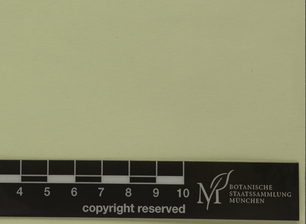 4 5 6 7 8 9 10
copyright reserved
M
BOTANISCHE
STAATSSAMMLUNG
MÜNCHEN